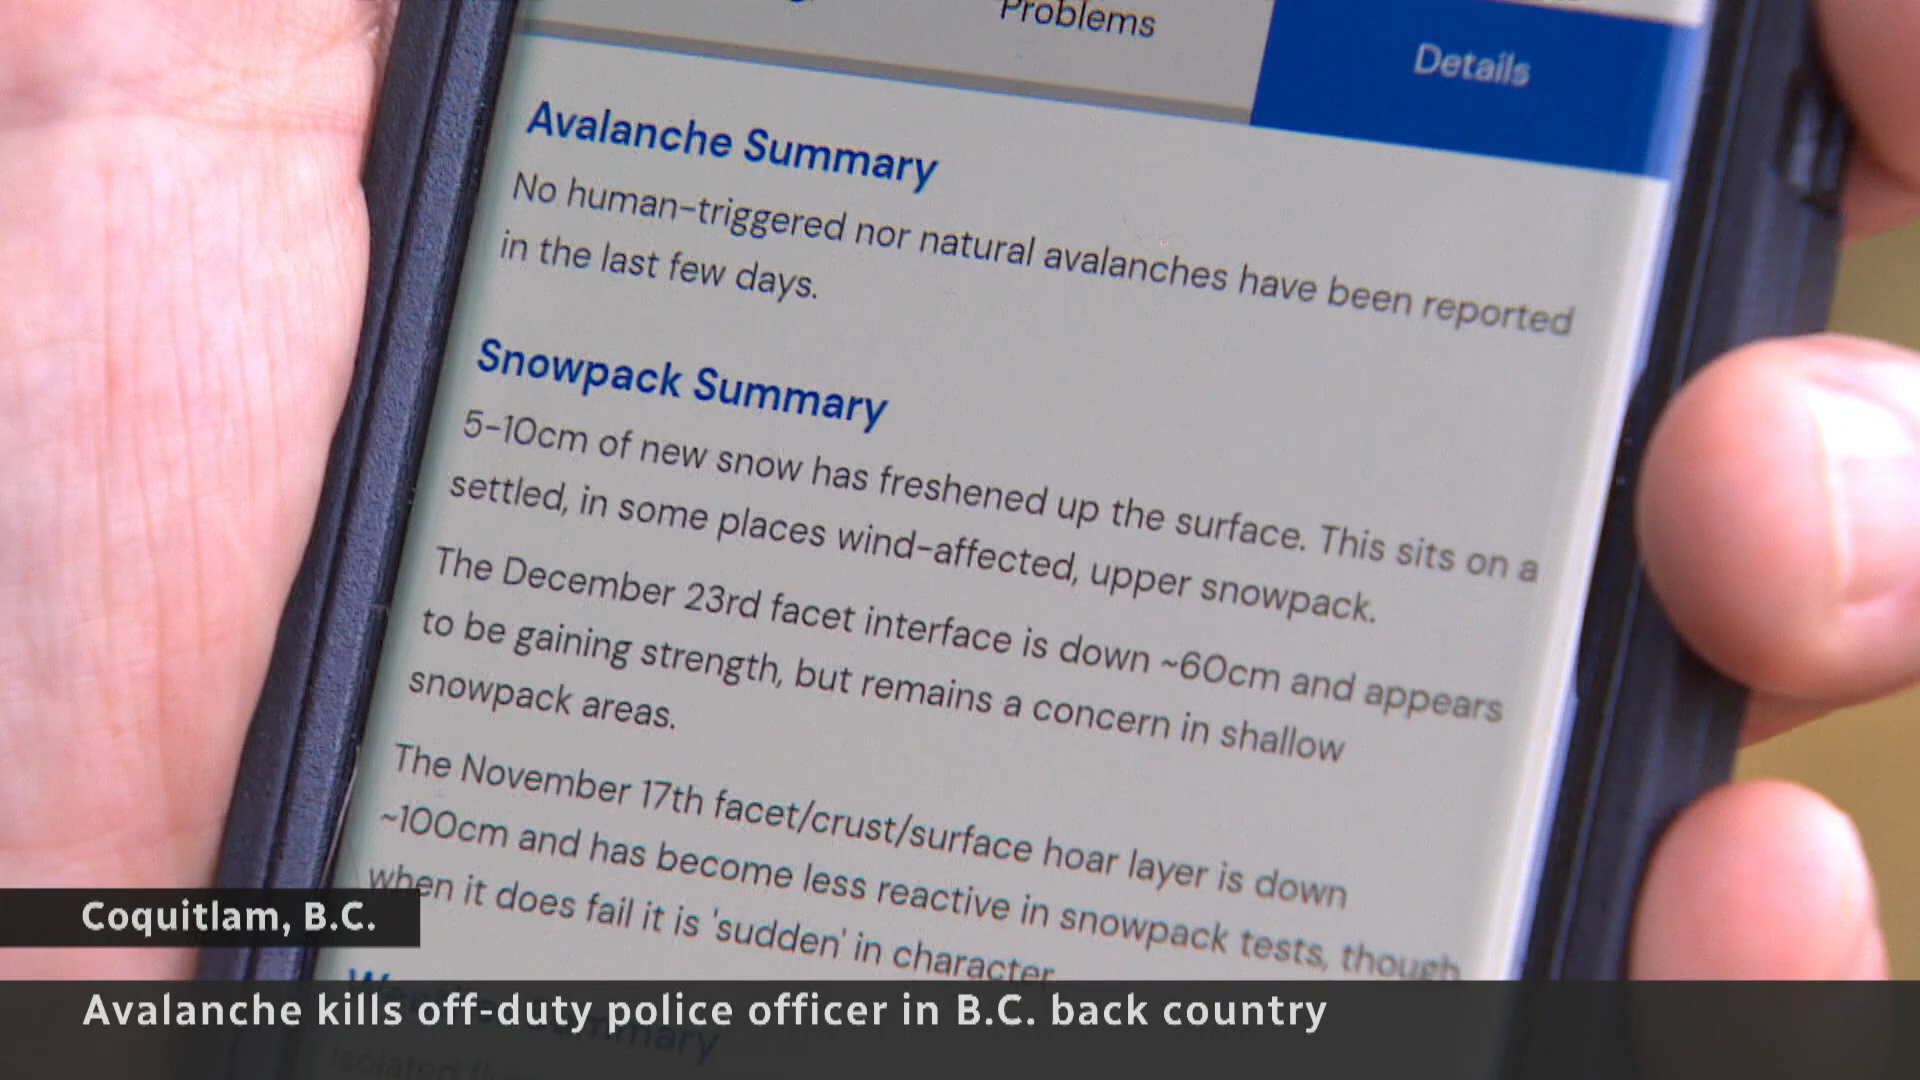 Problems
Details
Avalanche Summary
No human-triggered nor natural avalanches have been reported
in the last few days.
Snowpack Summary
5-10cm of new snow has freshened up the surface. This sits on a
settled, in some places wind-affected, upper snowpack.
The December 23rd facet interface is down ~60cm and appears
to be gaining strength, but remains a concern in shallow
snowpack areas.
The November 17th facet/crust/surface hoar layer is down
~100cm and has become less reactive in snowpack tests, though
when it does fail it is 'sudden' in character.
Coquitlam, B.C.
Avalanche kills off-duty police officer in B.C. back country